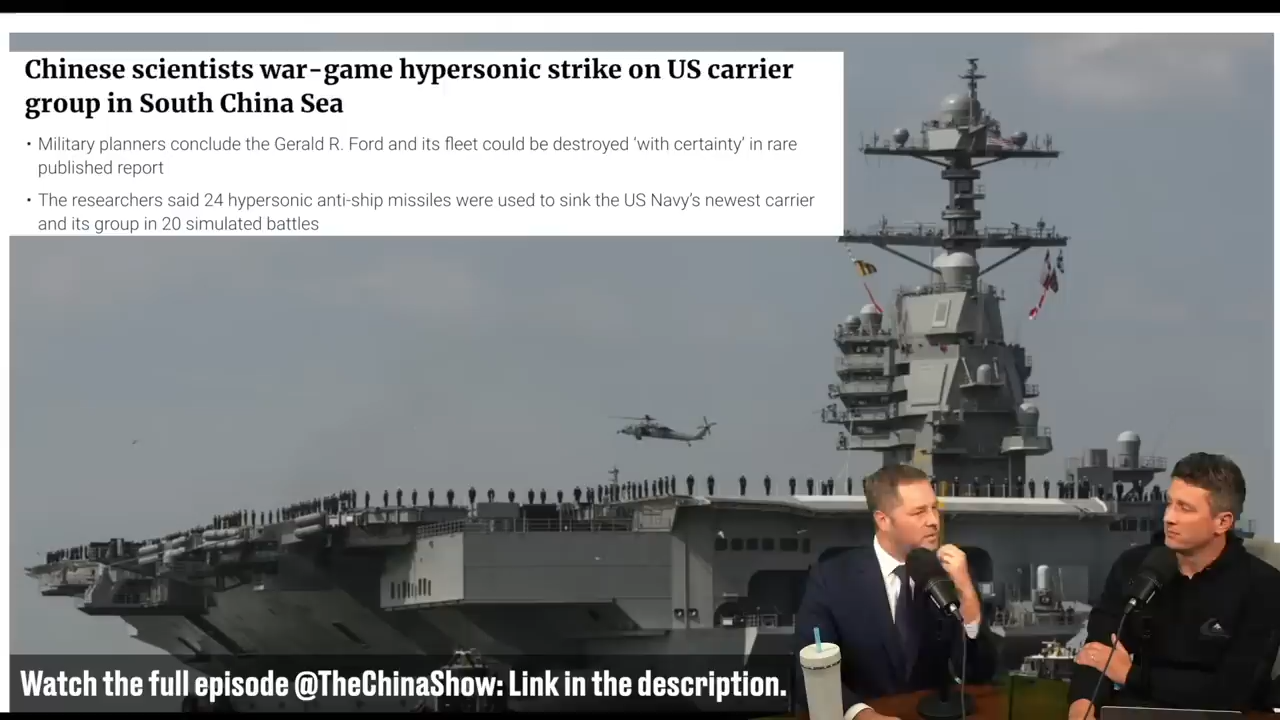 Chinese scientists war-game hypersonic strike on US carrier
group in South China Sea
• Military planners conclude the Gerald R. Ford and its fleet could be destroyed ‘with certainty’ in rare
published report
• The researchers said 24 hypersonic anti-ship missiles were used to sink the US Navy’s newest carrier
and its group in 20 simulated battles
Watch the full episode @TheChinaShow: Link in the description.